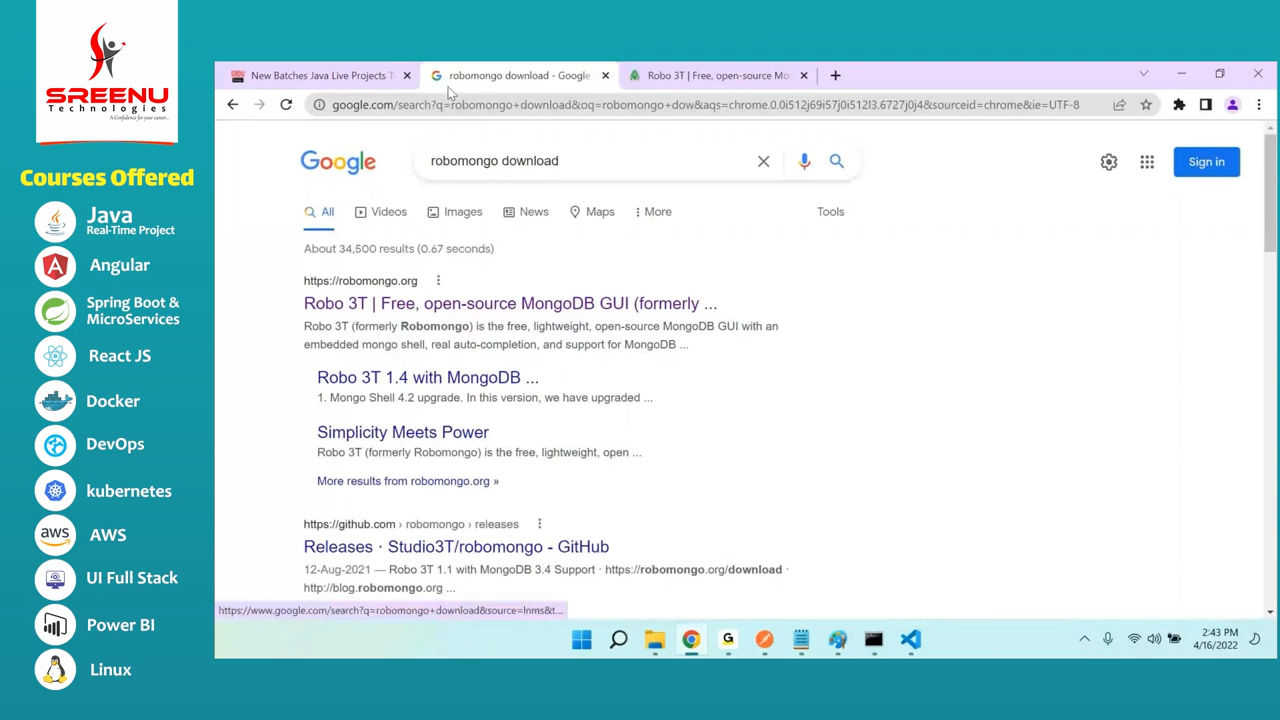 SREENU
Technologies
A Confidence for your career...
Courses Offered
Java
Real-Time Project
Angular
Spring Boot &
MicroServices
React JS
Docker
DevOps
kubernetes
aws
AWS
UI Full Stack
Power BI
Linux
New Batches Java Live Projects T
robomongo download - Google
Robo 3T | Free, open-source Mo
google.com/search?q=robomongo+download&oq=robomongo+dow&aqs=chrome.0.0i512j69i57j0i512l3.6727j0j4&sourceid=chrome&ie=UTF-8
Google
robomongo download
Sign in
All
Videos
Images
News
Maps
More
Tools
About 34,500 results (0.67 seconds)
https://robomongo.org
Robo 3T | Free, open-source MongoDB GUI (formerly ...
Robo 3T (formerly Robomongo) is the free, lightweight, open-source MongoDB GUI with an
embedded mongo shell, real auto-completion, and support for MongoDB ...
Robo 3T 1.4 with MongoDB ...
1. Mongo Shell 4.2 upgrade. In this version, we have upgraded ...
Simplicity Meets Power
Robo 3T (formerly Robomongo) is the free, lightweight, open ...
More results from robomongo.org »
https://github.com › robomongo › releases
Releases · Studio3T/robomongo - GitHub
12-Aug-2021 — Robo 3T 1.1 with MongoDB 3.4 Support · https://robomongo.org/download ·
http://blog.robomongo.org ...
https://www.google.com/search?q=robomongo+download&source=lnms&t...
2:43 PM
4/16/2022